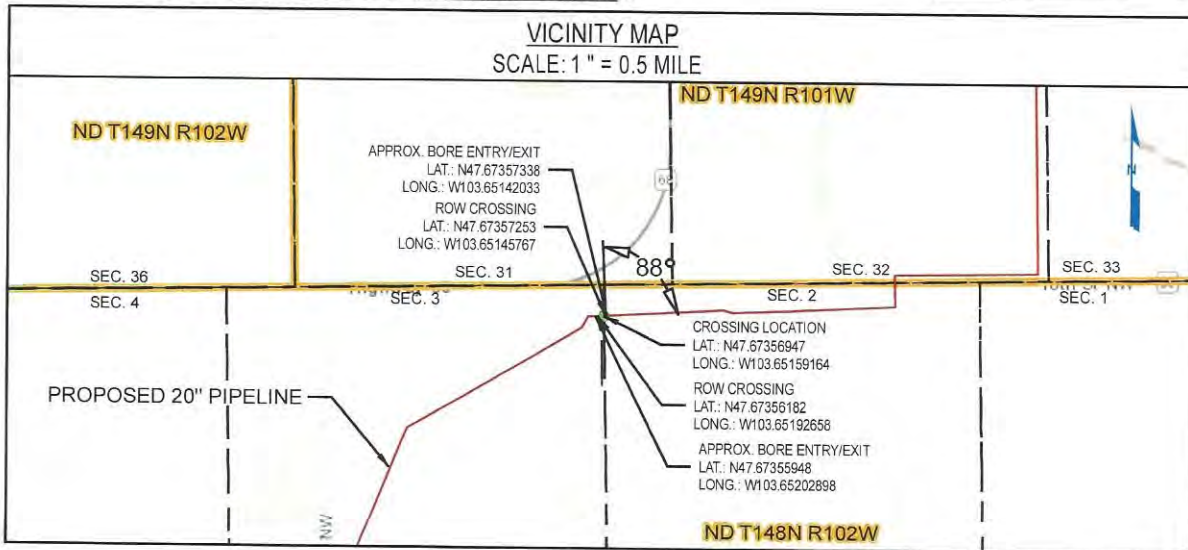 VICINITY MAP
SCALE: 1 " = 0.5 MILE
ND T149N R102W
ND T149N R101W
APPROX. BORE ENTRY/EXIT
LAT.: N47.67357338
LONG.: W103.65142033
ROW CROSSING
LAT.: N47.67357253
LONG.: W103.65145767
68
N
88°
SEC. 36
SEC. 31
SEC. 32
SEC. 33
SEC. 4
SEC. 3
SEC. 2
SEC. 1
CROSSING LOCATION
LAT.: N47.67356947
LONG.: W103.65159164
PROPOSED 20" PIPELINE
ROW CROSSING
LAT.: N47.67356182
LONG.: W103.65192658
APPROX. BORE ENTRY/EXIT
LAT.: N47.67355948
LONG.: W103.65202898
NW
ND T148N R102W